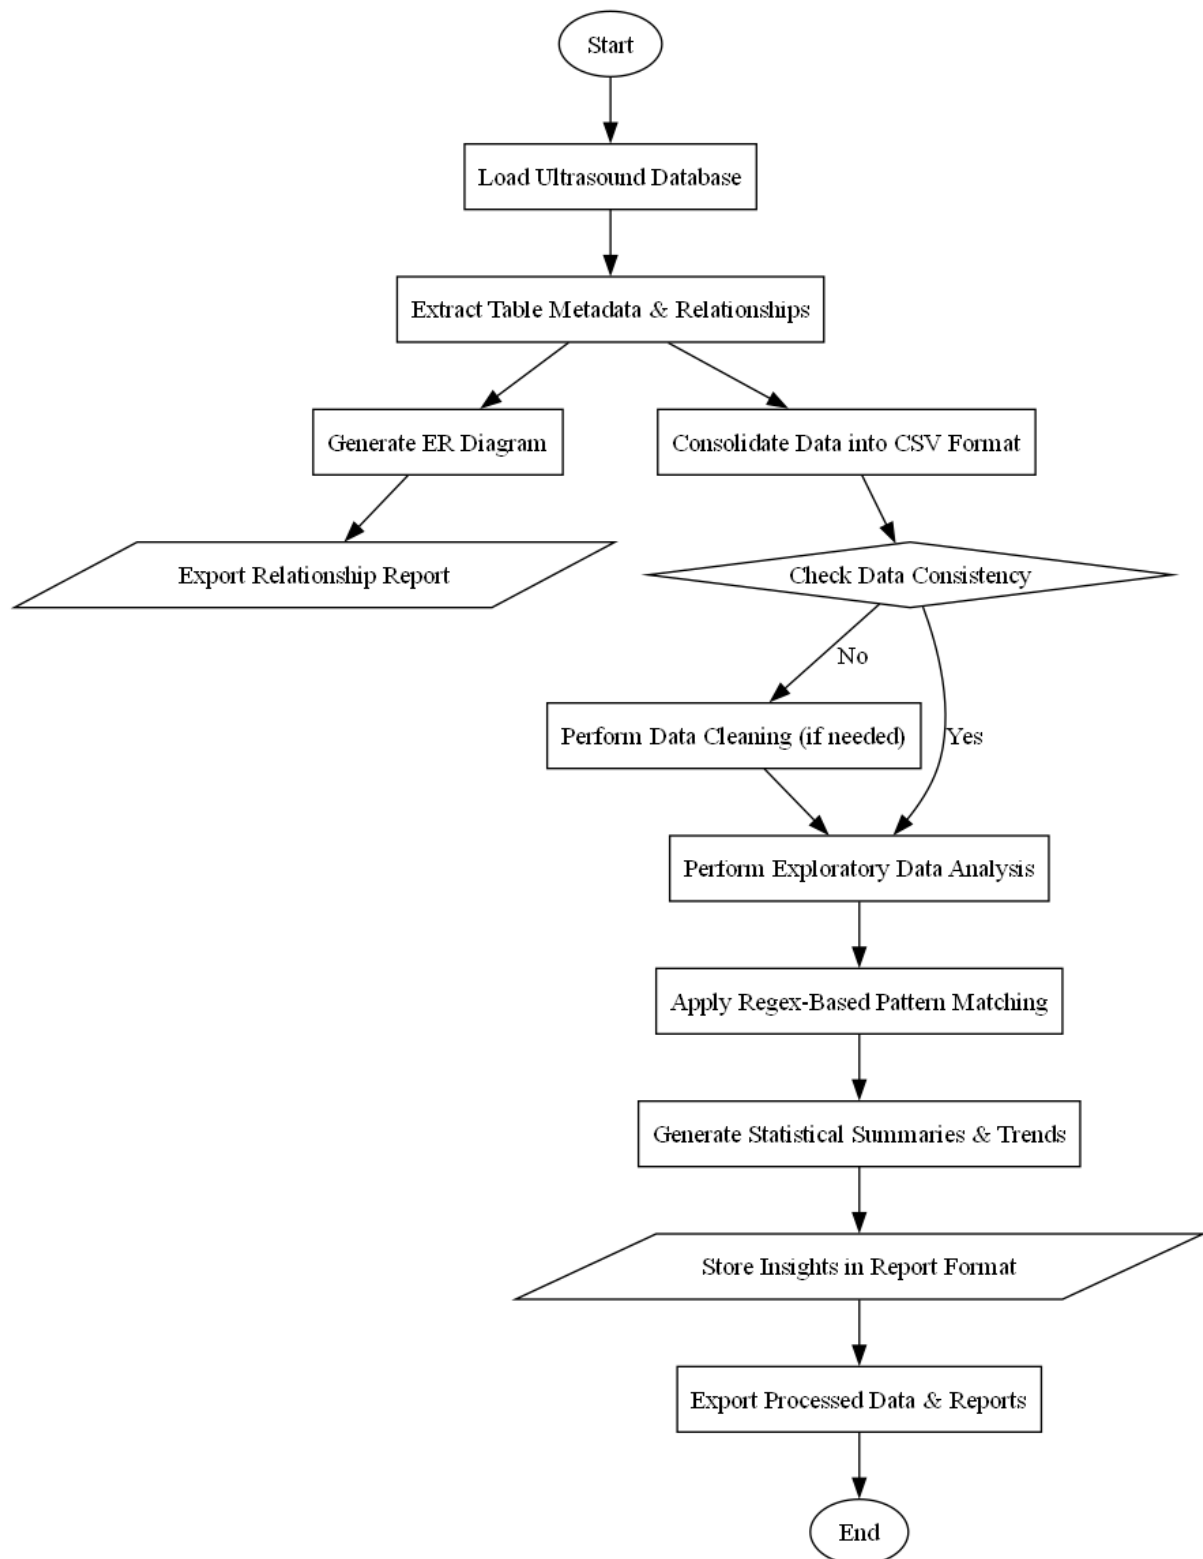 Start
Load Ultrasound Database
Extract Table Metadata & Relationships
Generate ER Diagram
Consolidate Data into CSV Format
Export Relationship Report
Check Data Consistency
No
Perform Data Cleaning (if needed)
Yes
Perform Exploratory Data Analysis
Apply Regex-Based Pattern Matching
Generate Statistical Summaries & Trends
Store Insights in Report Format
Export Processed Data & Reports
End